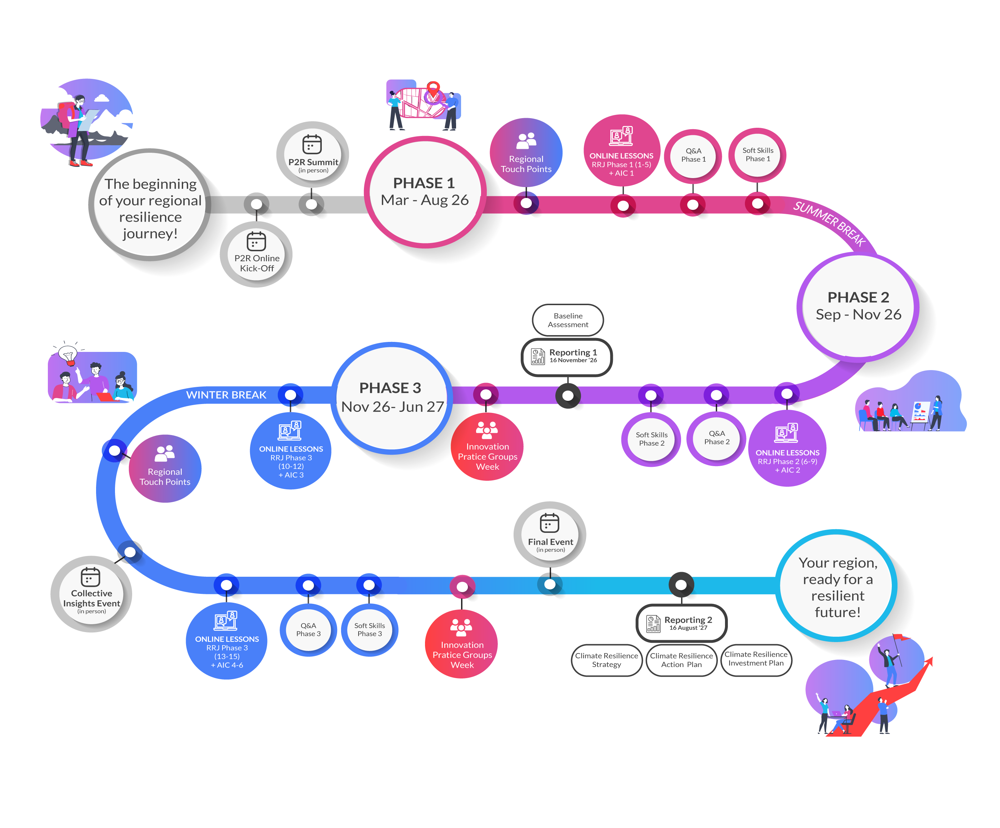 The beginning
of your regional
resilience
journey!
P2R Online
Kick-Off
P2R Summit
(in person)
PHASE 1
Mar - Aug 26
Regional
Touch Points
ONLINE LESSONS
RRJ Phase 1 (1-5)
+ AIC 1
Q&A
Phase 1
Soft Skills
Phase 1
SUMMER BREAK
PHASE 2
Sep - Nov 26
ONLINE LESSONS
RRJ Phase 2 (6-9)
+ AIC 2
Q&A
Phase 2
Soft Skills
Phase 2
Baseline
Assessment
Reporting 1
16 November ‘26
Innovation
Pratice Groups
Week
PHASE 3
Nov 26- Jun 27
ONLINE LESSONS
RRJ Phase 3
(10-12)
+ AIC 3
WINTER BREAK
Regional
Touch Points
Collective
Insights Event
(in person)
ONLINE LESSONS
RRJ Phase 3
(13-15)
+ AIC 4-6
Q&A
Phase 3
Soft Skills
Phase 3
Innovation
Pratice Groups
Week
Final Event
(in person)
Reporting 2
16 August ‘27
Climate Resilience
Strategy
Climate Resilience
Action Plan
Climate Resilience
Investment Plan
Your region,
ready for a
resilient
future!